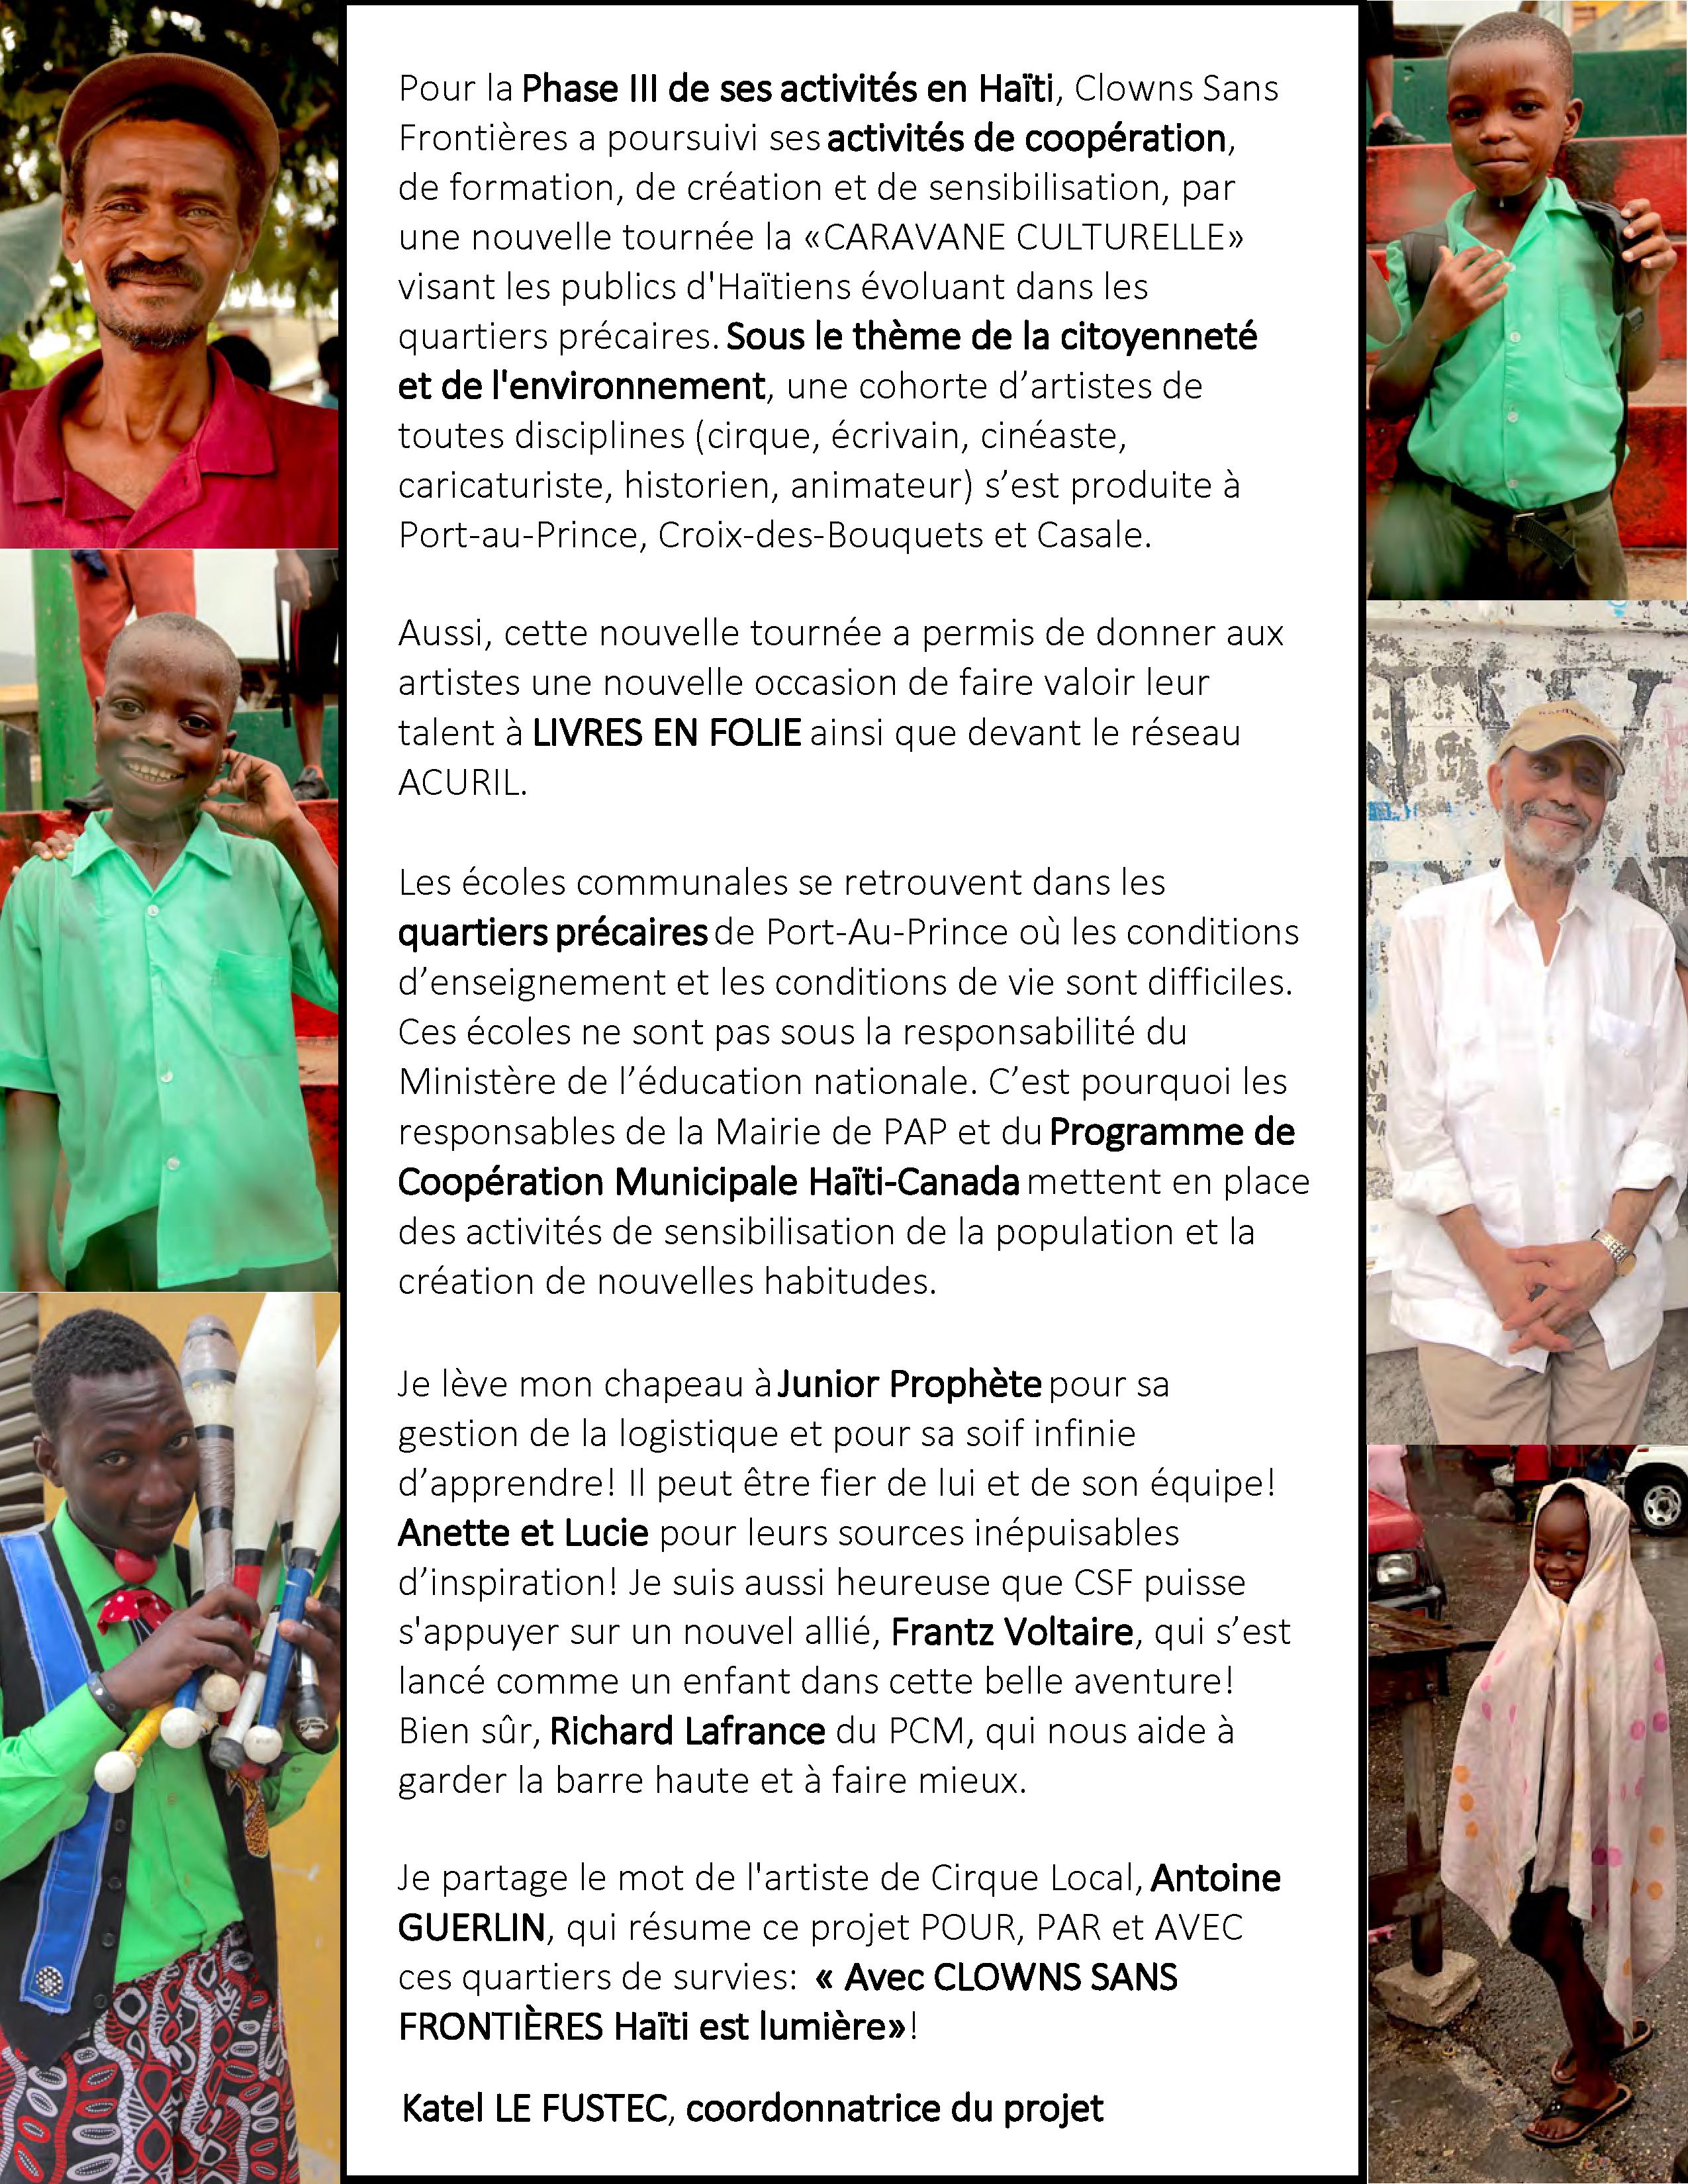 Pour la Phase III de ses activités en Haïti, Clowns Sans
Frontières a poursuivi ses activités de coopération,
de formation, de création et de sensibilisation, par
une nouvelle tournée la «CARAVANE CULTURELLE»
visant les publics d'Haïtiens évoluant dans les
quartiers précaires. Sous le thème de la citoyenneté
et de l'environnement, une cohorte d’artistes de
toutes disciplines (cirque, écrivain, cinéaste,
caricaturiste, historien, animateur) s’est produite à
Port-au-Prince, Croix-des-Bouquets et Casale.
Aussi, cette nouvelle tournée a permis de donner aux
artistes une nouvelle occasion de faire valoir leur
talent à LIVRES EN FOLIE ainsi que devant le réseau
ACURIL.
Les écoles communales se retrouvent dans les
quartiers précaires de Port-Au-Prince où les conditions
d’enseignement et les conditions de vie sont difficiles.
Ces écoles ne sont pas sous la responsabilité du
Ministère de l’éducation nationale. C’est pourquoi les
responsables de la Mairie de PAP et du Programme de
Coopération Municipale Haïti-Canada mettent en place
des activités de sensibilisation de la population et la
création de nouvelles habitudes.
Je lève mon chapeau à Junior Prophète pour sa
gestion de la logistique et pour sa soif infinie
d’apprendre! Il peut être fier de lui et de son équipe!
Anette et Lucie pour leurs sources inépuisables
d’inspiration! Je suis aussi heureuse que CSF puisse
s'appuyer sur un nouvel allié, Frantz Voltaire, qui s’est
lancé comme un enfant dans cette belle aventure!
Bien sûr, Richard Lafrance du PCM, qui nous aide à
garder la barre haute et à faire mieux.
Je partage le mot de l'artiste de Cirque Local, Antoine
GUERLIN, qui résume ce projet POUR, PAR et AVEC
ces quartiers de survies: « Avec CLOWNS SANS
FRONTIÈRES Haïti est lumière»!
Katel LE FUSTEC, coordonnatrice du projet